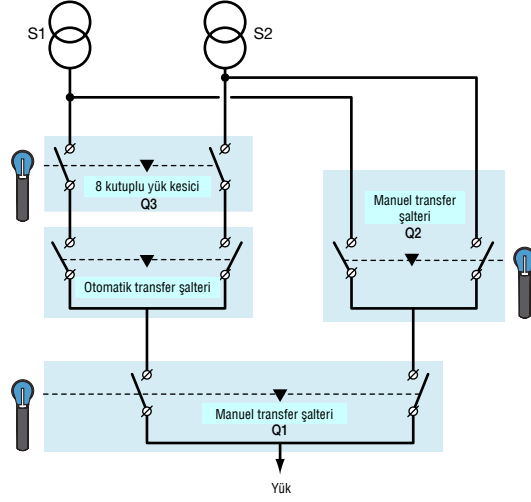 S1
S2
8 kutuplu yük kesici
Q3
Manuel transfer
şalteri
Q2
Otomatik transfer şalteri
Manuel transfer şalteri
Q1
Yük